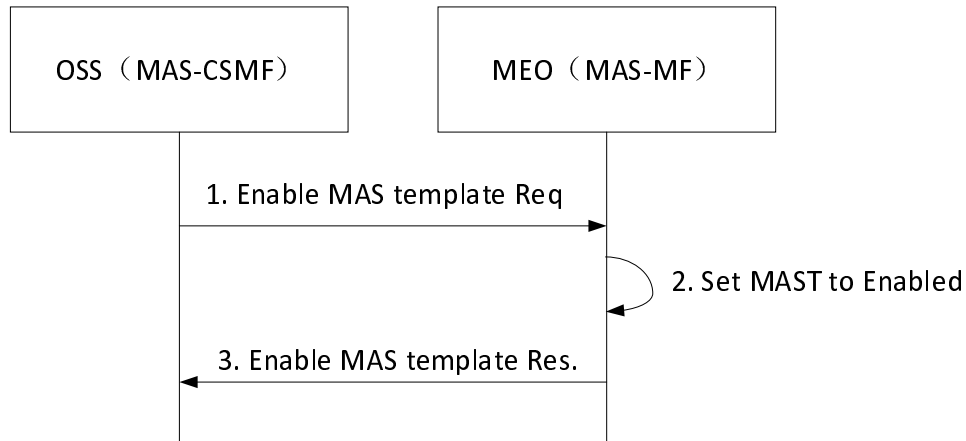 OSS（MAS-CSMF）
MEO（MAS-MF）
1. Enable MAS template Req
2. Set MAST to Enabled
3. Enable MAS template Res.